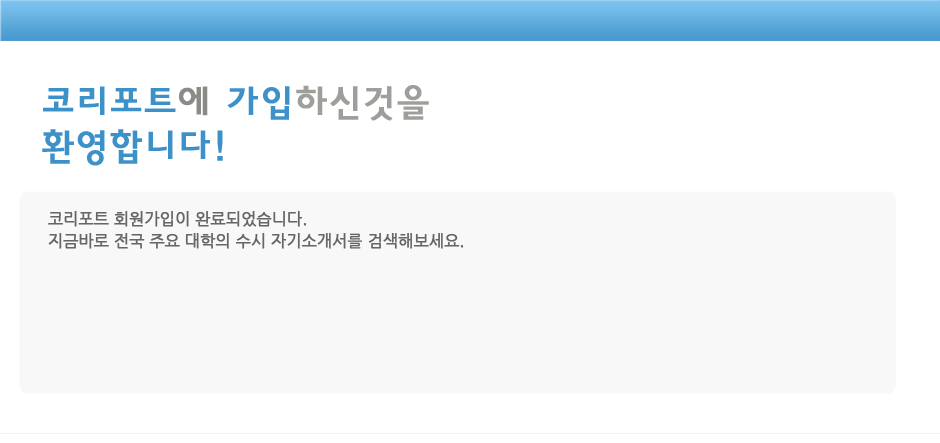 코리포트에 가입하신것을
환영합니다!
코리포트 회원가입이 완료되었습니다.
지금바로 전국 주요 대학의 수시 자기소개서를 검색해보세요.